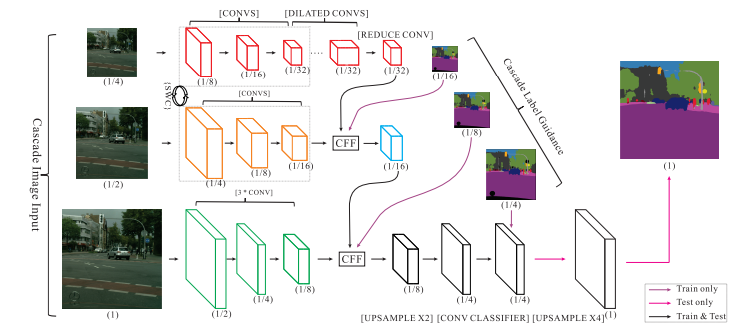 [CONVS]
[DILATED CONVS]
[REDUCE CONV]
(1/4)
(1/8)
(1/16)
(1/32)
(1/32)
(1/32)
(1/16)
Cascade Label Guidance
{SWC}
[CONVS]
(1/2)
(1/4)
(1/8)
(1/16)
CFF
(1/16)
(1/8)
(1)
Cascade Image Input
[3 * CONV]
(1/4)
(1)
(1/2)
(1/4)
(1/8)
CFF
(1/8)
(1/4)
(1/4)
(1)
[UPSAMPLE X2] [CONV CLASSIFIER] [UPSAMPLE X4]
Train only
Test only
Train & Test